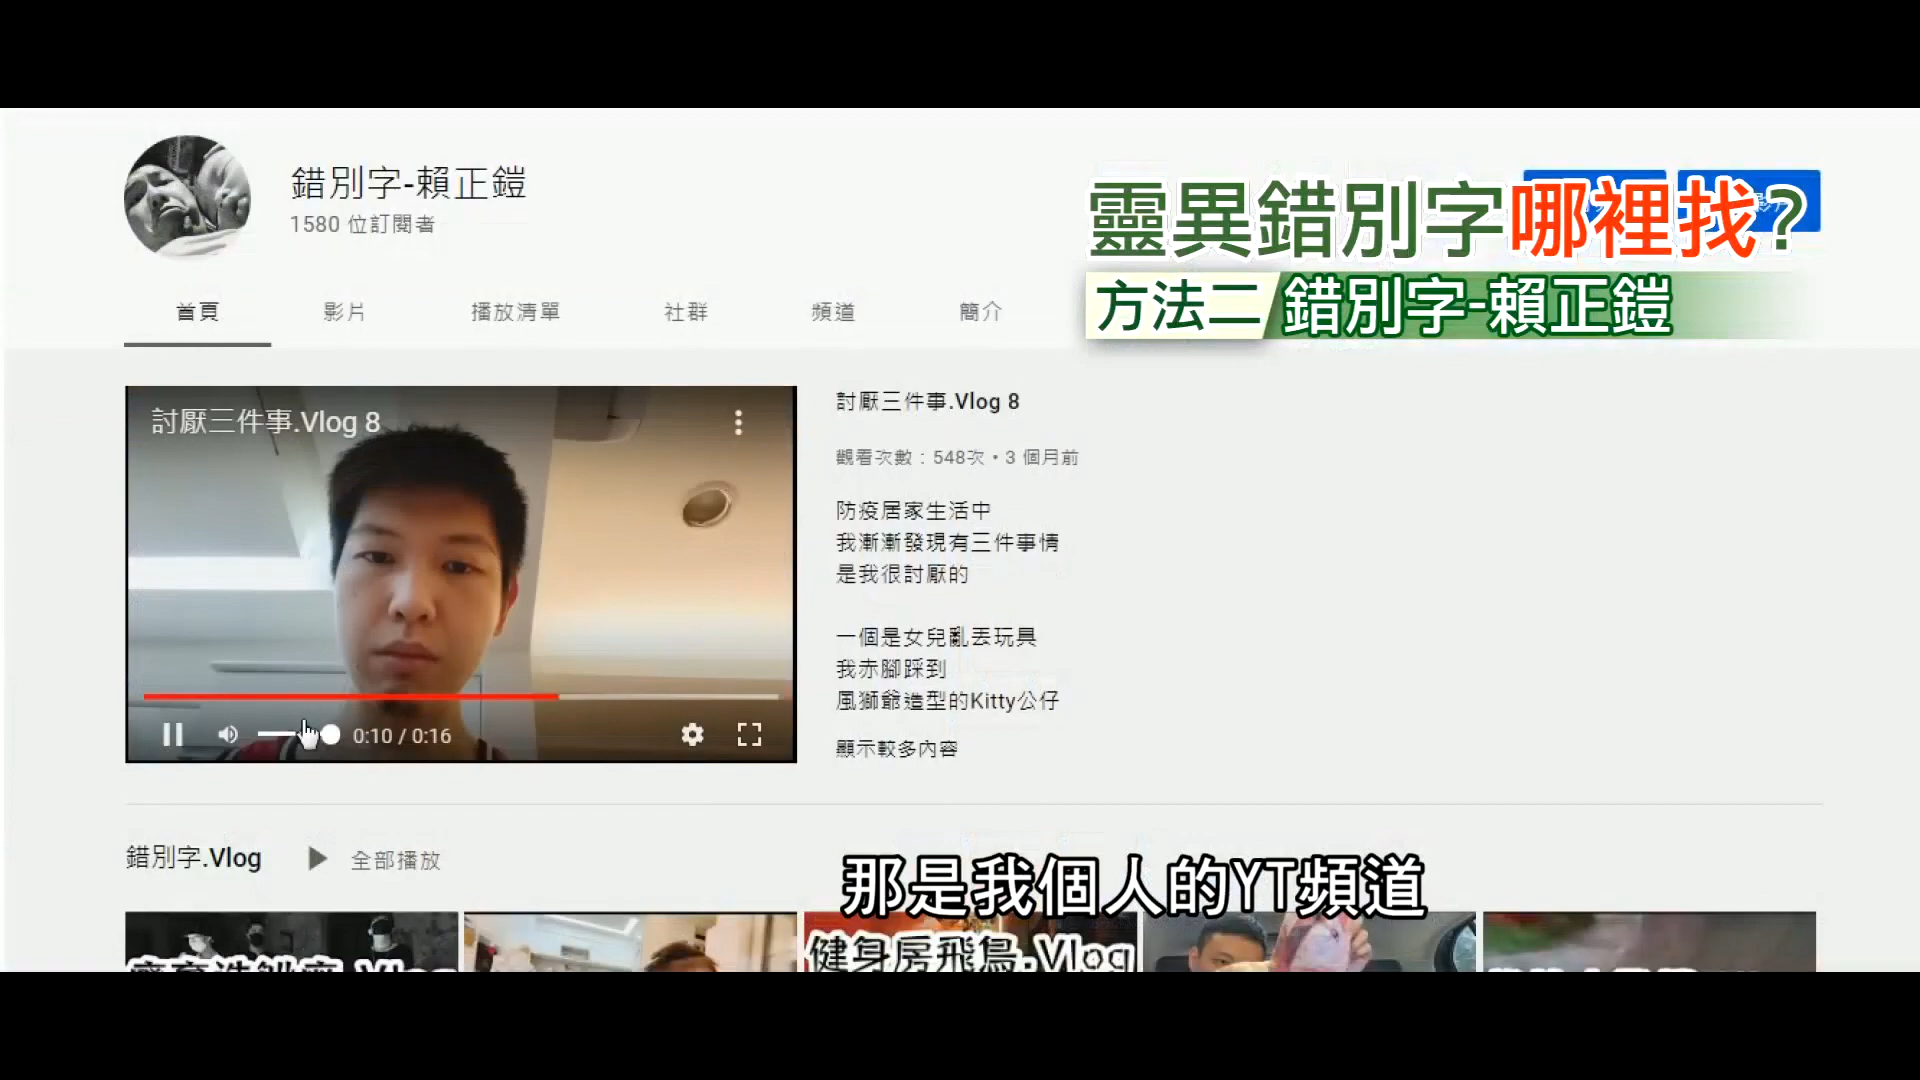 錯別字-賴正鎧
1580 位訂閱者
靈異錯別字哪裡找?
方法二 錯別字-賴正鎧
首頁 影片 播放清單 社群 頻道 簡介
討厭三件事.Vlog 8
0:10 / 0:16
討厭三件事.Vlog 8
觀看次數：548次・3 個月前
防疫居家生活中
我漸漸發現有三件事情
是我很討厭的
一個是女兒亂丟玩具
我赤腳踩到
風獅爺造型的Kitty公仔
顯示較多內容
錯別字.Vlog 全部播放
那是我個人的YT頻道
健身房飛鳥.Vlog